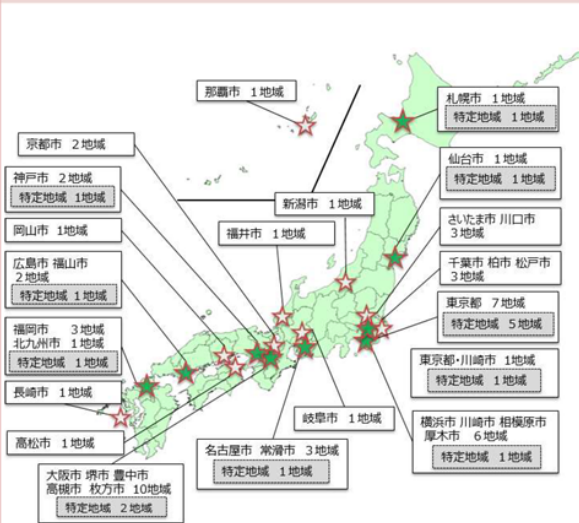 那覇市 1地域
札幌市 1地域
特定地域 1地域
京都市 2地域
仙台市 1地域
特定地域 1地域
神戸市 2地域
特定地域 1地域
新潟市 1地域
さいたま市 川口市
3地域
岡山市 1地域
福井市 1地域
千葉市 柏市 松戸市
3地域
広島市 福山市
2地域
特定地域 1地域
東京都 7地域
特定地域 5地域
福岡市 3地域
北九州市 1地域
特定地域 1地域
東京都・川崎市 1地域
特定地域 1地域
長崎市 1地域
岐阜市 1地域
横浜市 川崎市 相模原市
厚木市 6地域
特定地域 1地域
高松市 1地域
名古屋市 常滑市 3地域
特定地域 1地域
大阪市 堺市 豊中市
高槻市 枚方市 10地域
特定地域 2地域